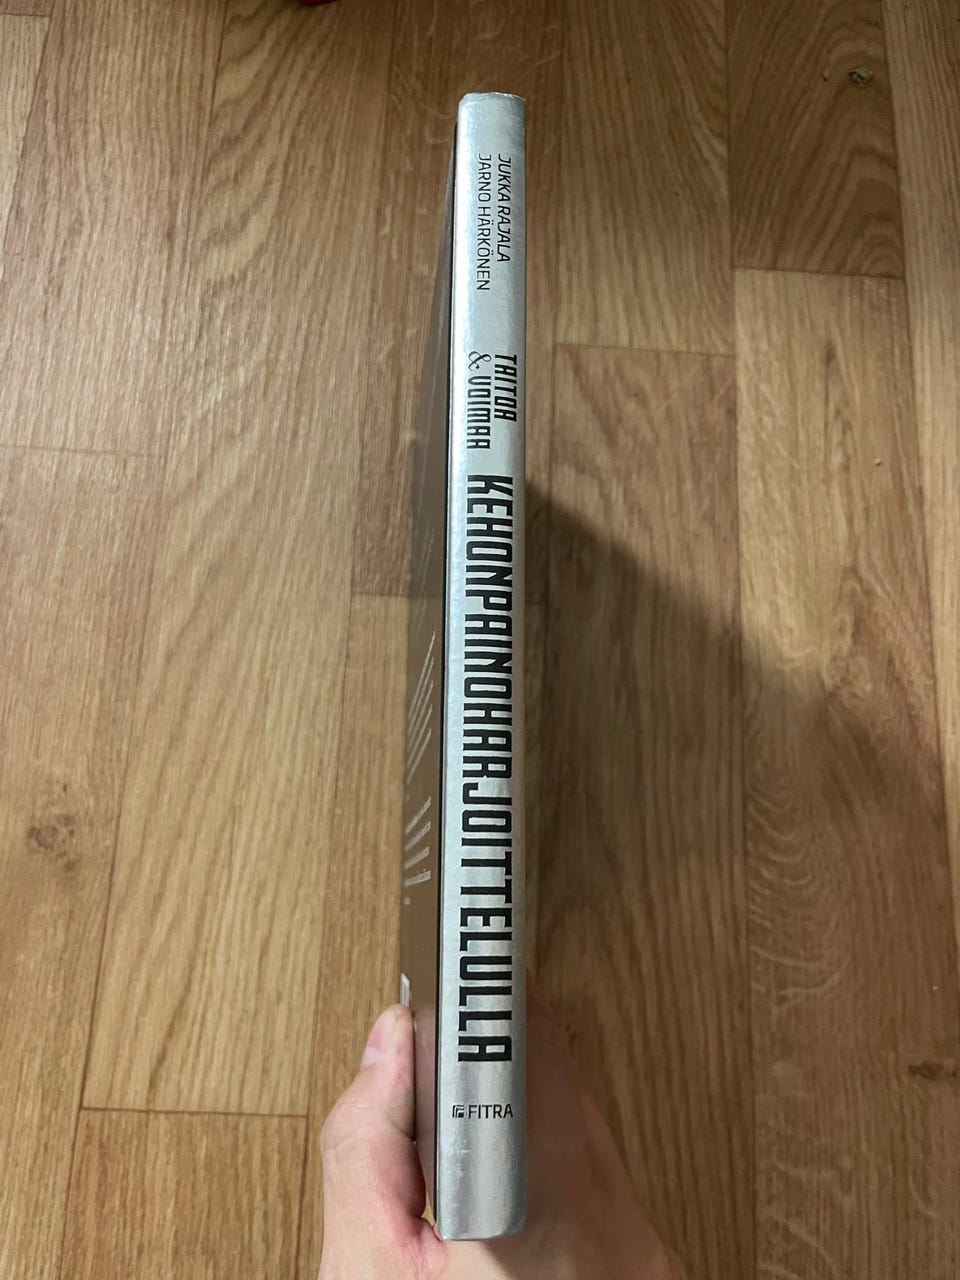 JUKKA RAJALA
JARNO HÄRKÖNEN
TAITOA
& VOIMAA
KEHONPAINOHARJOITTELULLA
FITRA